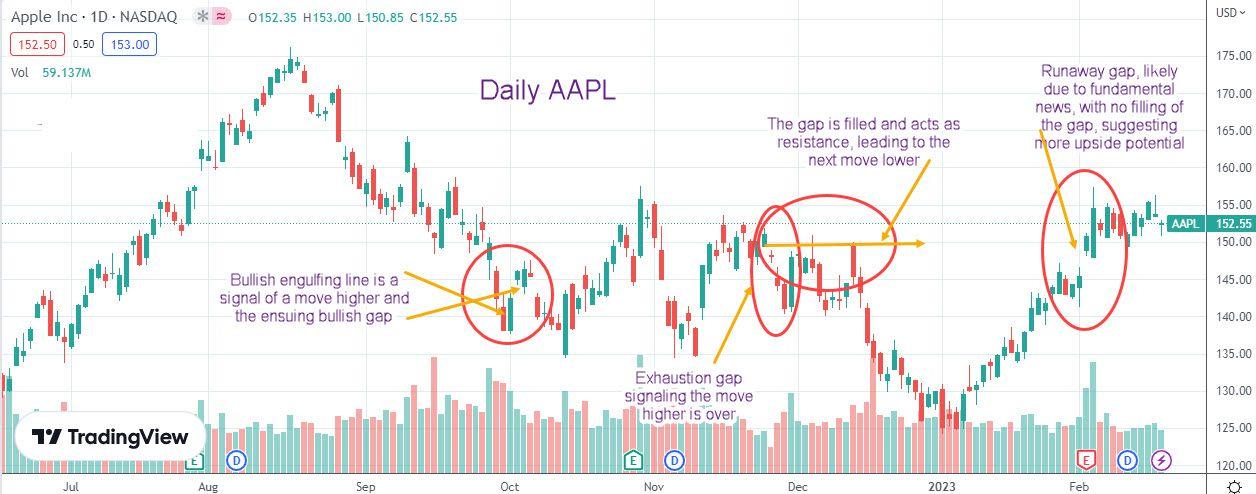 Apple Inc · 1D · NASDAQ ✻ ≈ O152.35 H153.00 L150.85 C152.55 USD
152.50 0.50 153.00
Vol 59.137M
Daily AAPL
Runaway gap, likely
due to fundamental
news, with no filling of
the gap, suggesting
more upside potential
The gap is filled and acts as
resistance, leading to the
next move lower
Bullish engulfing line is a
signal of a move higher and
the ensuing bullish gap
Exhaustion gap
signaling the move
higher is over
175.00
170.00
165.00
160.00
155.00
AAPL 152.55
150.00
145.00
140.00
135.00
130.00
125.00
120.00
TradingView
E D E D E D
Jul Aug Sep Oct Nov Dec 2023 Feb